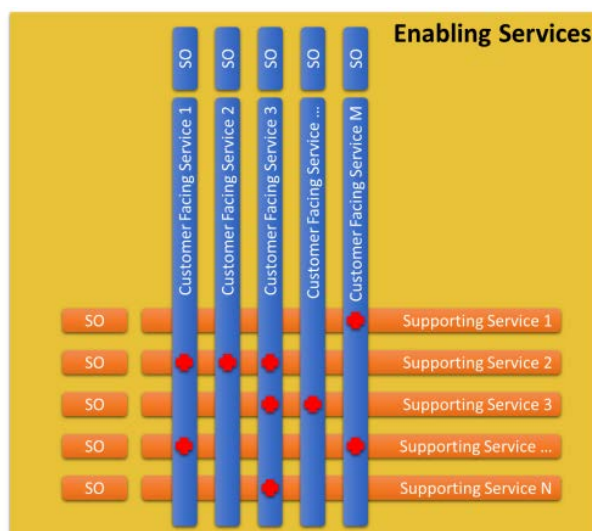 Enabling Services
SO
SO
SO
SO
SO
Customer Facing Service 1
Customer Facing Service 2
Customer Facing Service 3
Customer Facing Service ...
Customer Facing Service M
SO
Supporting Service 1
SO
Supporting Service 2
SO
Supporting Service 3
SO
Supporting Service ...
SO
Supporting Service N